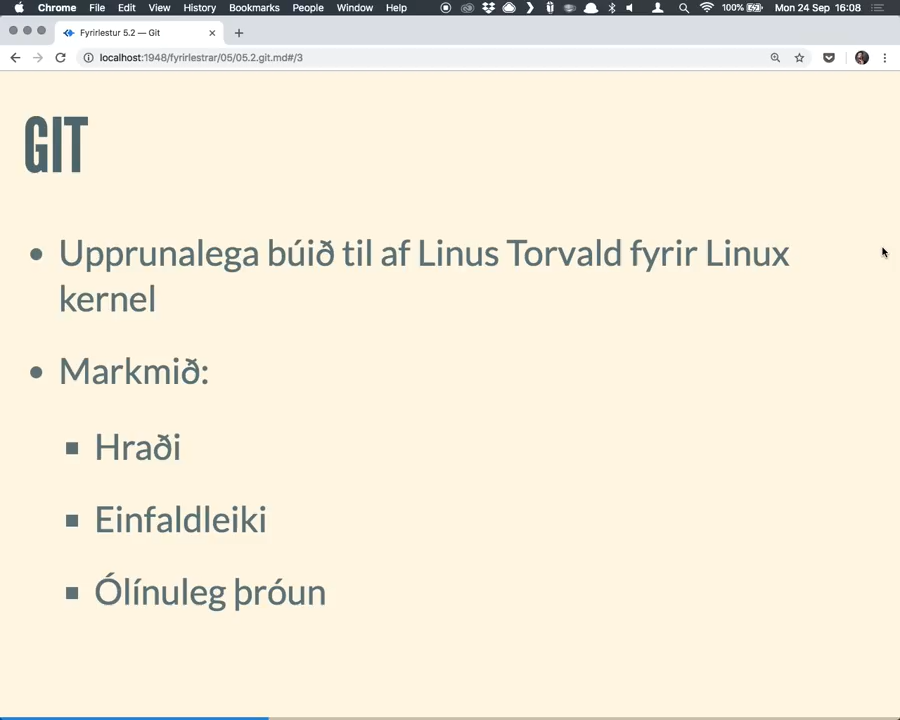 Chrome File Edit View History Bookmarks People Window Help 100% Mon 24 Sep 16:08
Fyrirlestur 5.2 — Git
localhost:1948/fyrirlestrar/05/05.2.git.md#/3
GIT
Upprunalega búið til af Linus Torvald fyrir Linux
kernel
Markmið:
Hraði
Einfaldleiki
Ólínuleg þróun